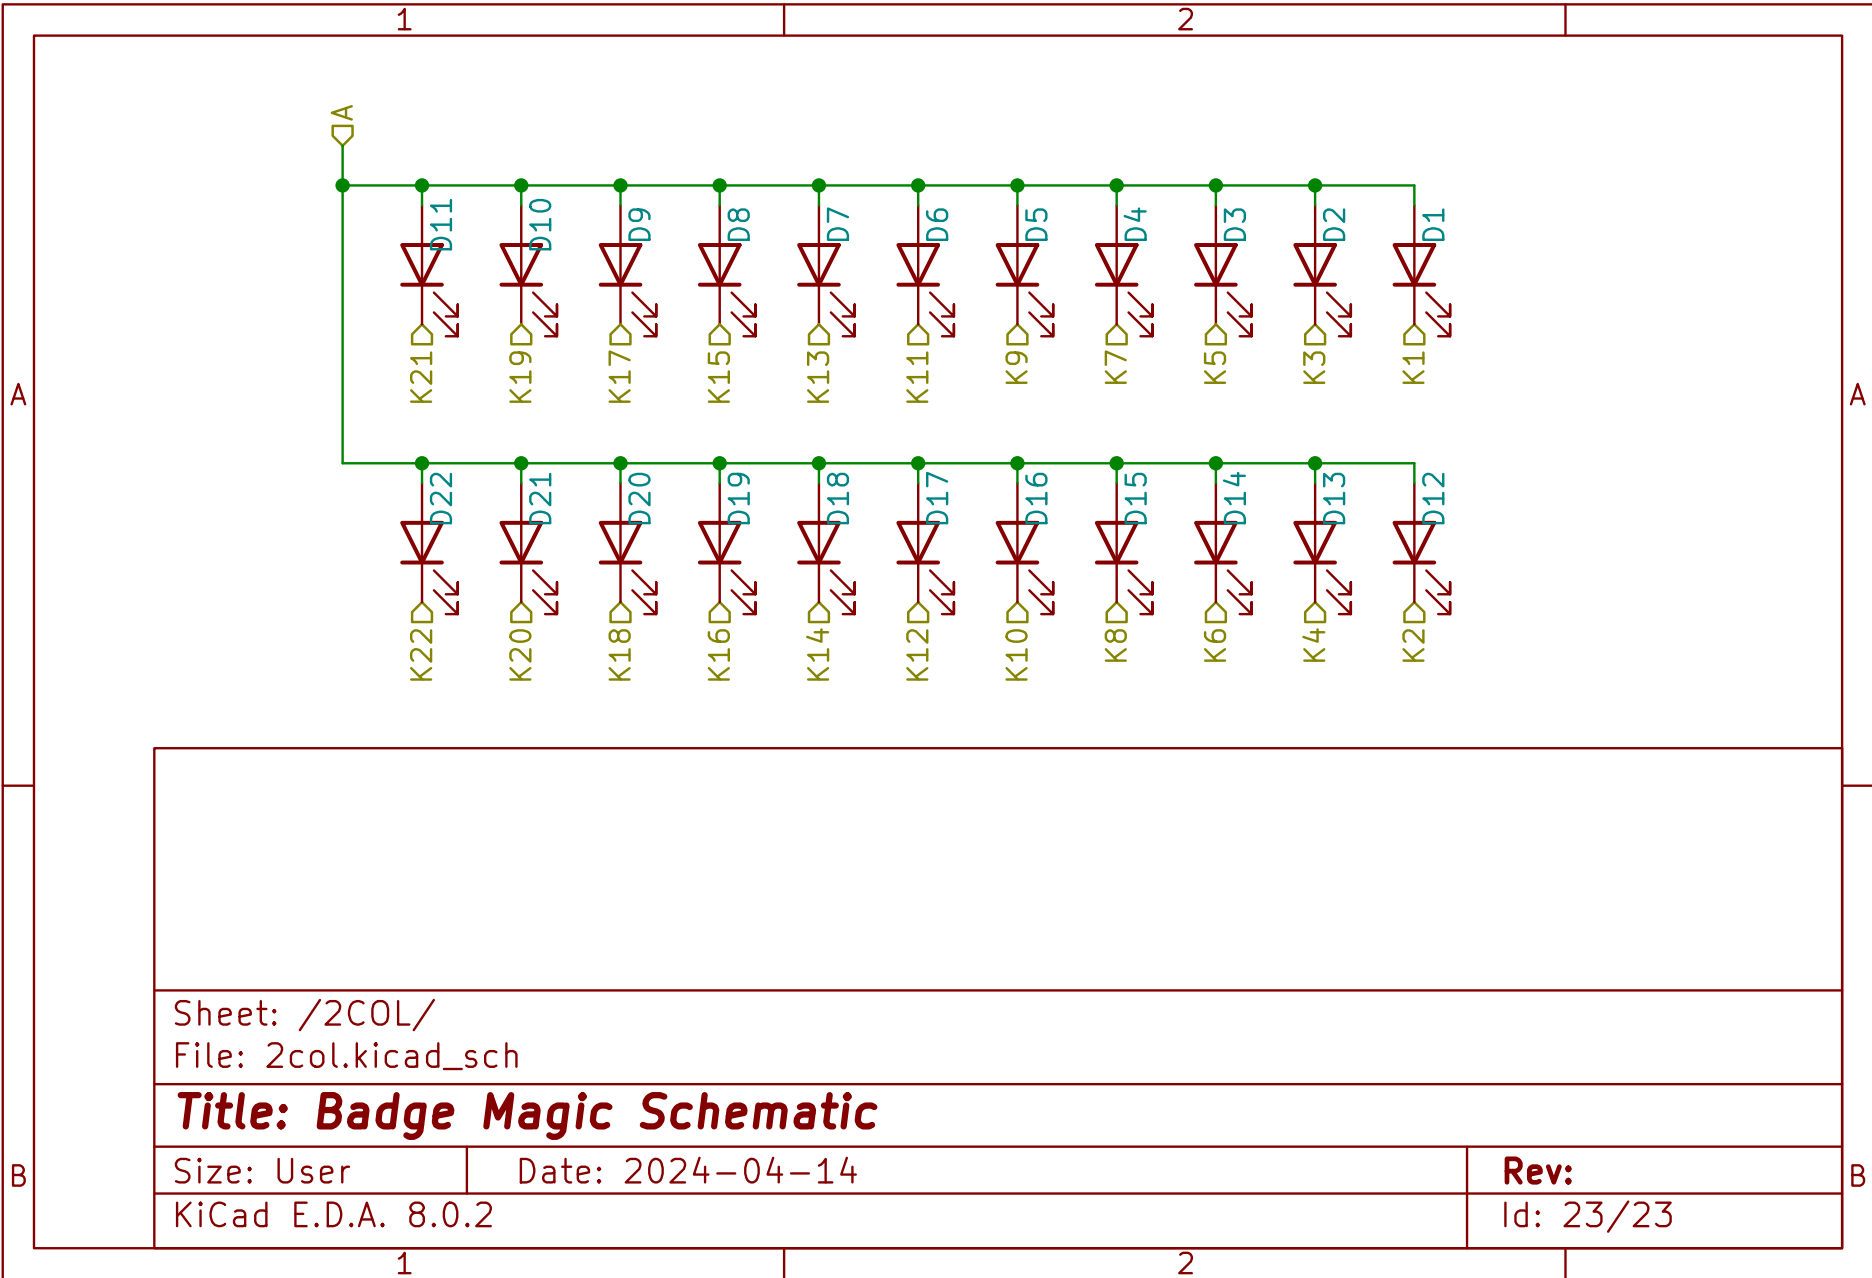 1 2
A
D11 D10 D9 D8 D7 D6 D5 D4 D3 D2 D1
K21 K19 K17 K15 K13 K11 K9 K7 K5 K3 K1
A A
D22 D21 D20 D19 D18 D17 D16 D15 D14 D13 D12
K22 K20 K18 K16 K14 K12 K10 K8 K6 K4 K2
Sheet: /2COL/
File: 2col.kicad_sch
Title: Badge Magic Schematic
B B
Size: User Date: 2024-04-14 Rev:
KiCad E.D.A. 8.0.2 Id: 23/23
1 2